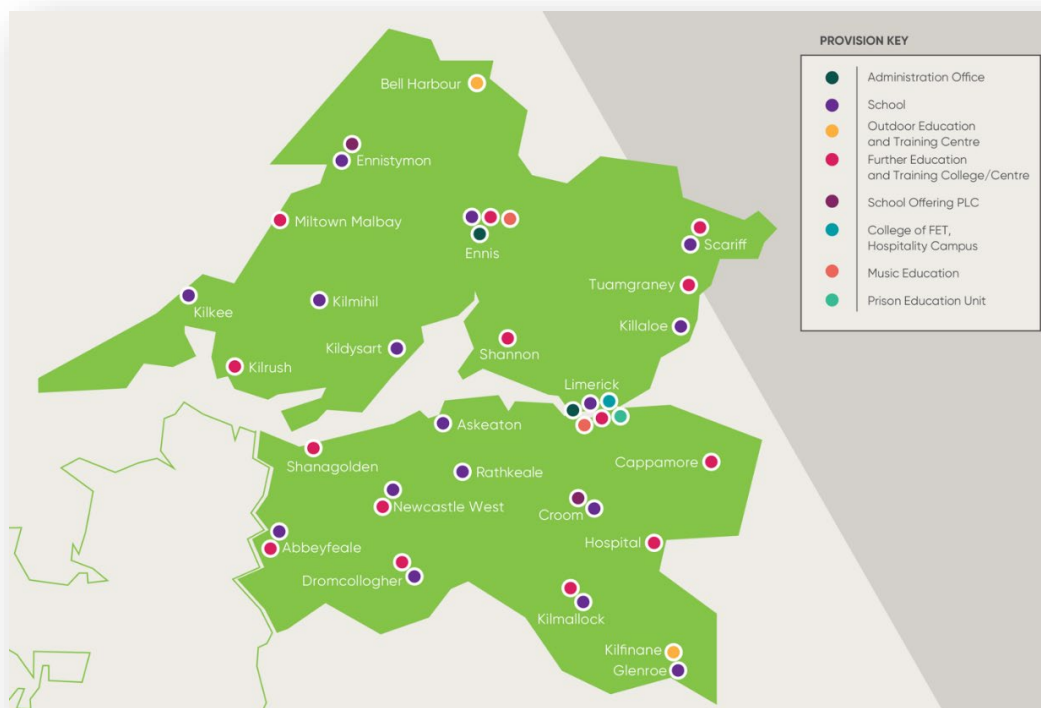 PROVISION KEY
Administration Office
School
Outdoor Education
and Training Centre
Further Education
and Training College/Centre
School Offering PLC
College of FET,
Hospitality Campus
Music Education
Prison Education Unit
Bell Harbour
Ennistymon
Miltown Malbay
Ennis
Scariff
Tuamgraney
Kilkee
Kilmihil
Killaloe
Kildysart
Shannon
Kilrush
Limerick
Askeaton
Shanagolden
Rathkeale
Cappamore
Newcastle West
Croom
Abbeyfeale
Hospital
Dromcollogher
Kilmallock
Kilfinane
Glenroe